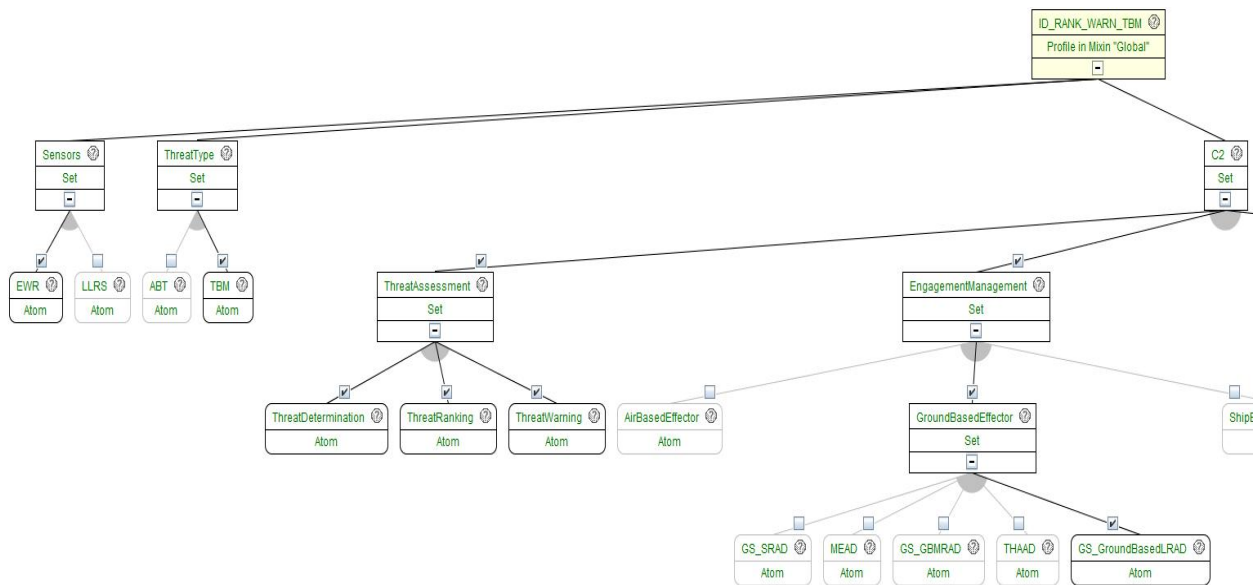 ID_RANK_WARN_TBM
Profile in Mixin "Global"
Sensors
Set
ThreatType
Set
C2
Set
EWR
Atom
LLRS
Atom
ABT
Atom
TBM
Atom
ThreatAssessment
Set
EngagementManagement
Set
ThreatDetermination
Atom
ThreatRanking
Atom
ThreatWarning
Atom
AirBasedEffector
Atom
GroundBasedEffector
Set
GS_SRAD
Atom
MEAD
Atom
GS_GBMRAD
Atom
THAAD
Atom
GS_GroundBasedLRAD
Atom